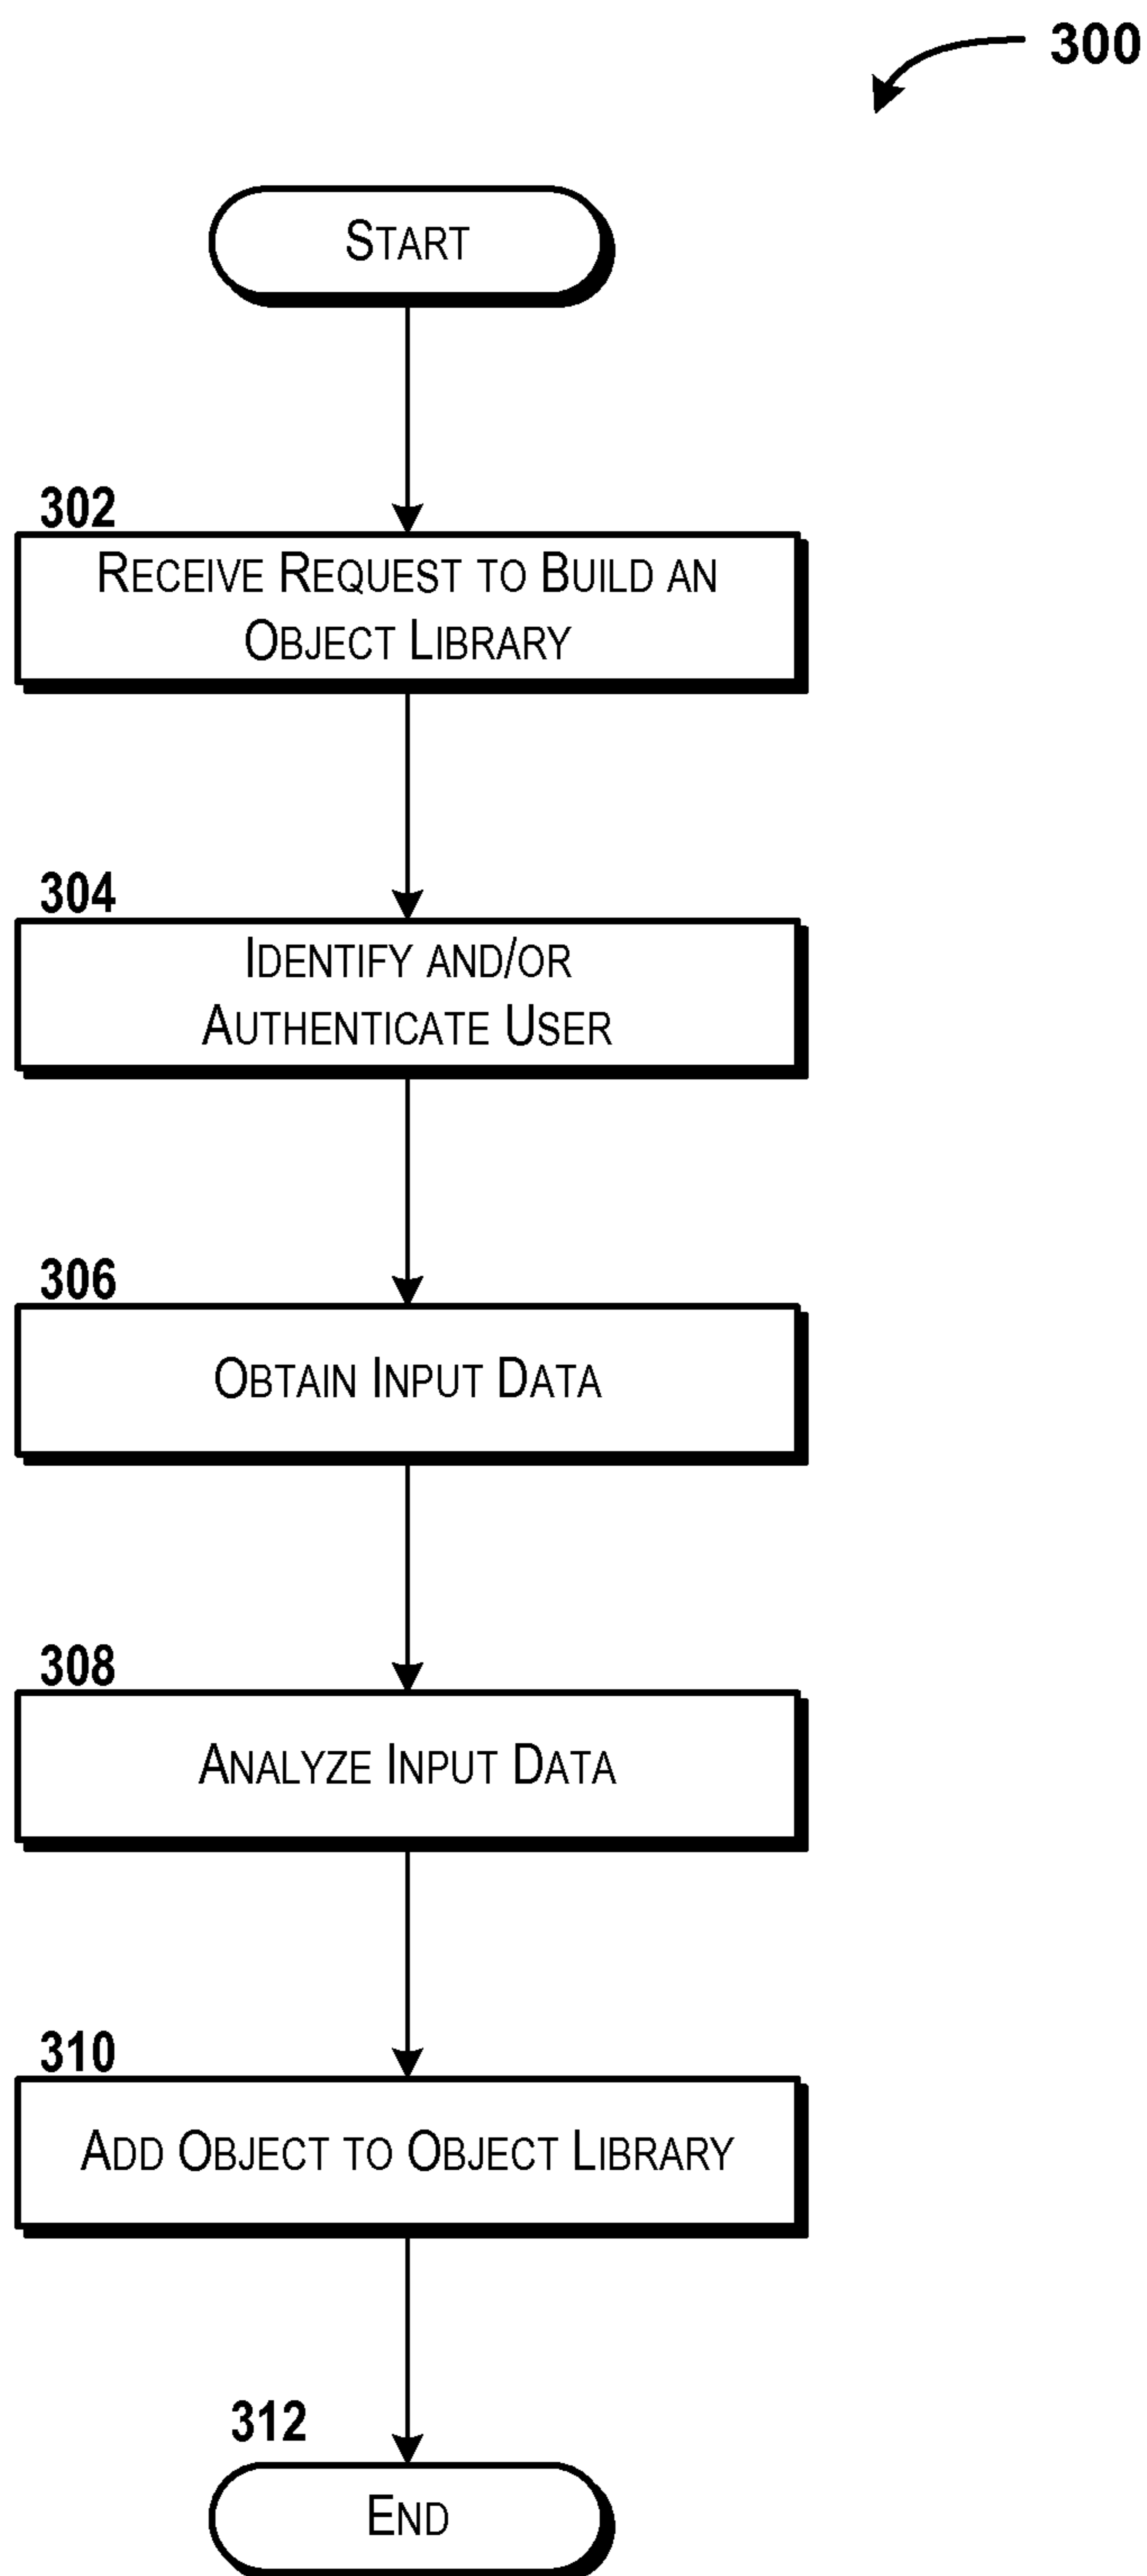 300
START
302
RECEIVE REQUEST TO BUILD AN
OBJECT LIBRARY
304
IDENTIFY AND/OR
AUTHENTICATE USER
306
OBTAIN INPUT DATA
308
ANALYZE INPUT DATA
310
ADD OBJECT TO OBJECT LIBRARY
312
END